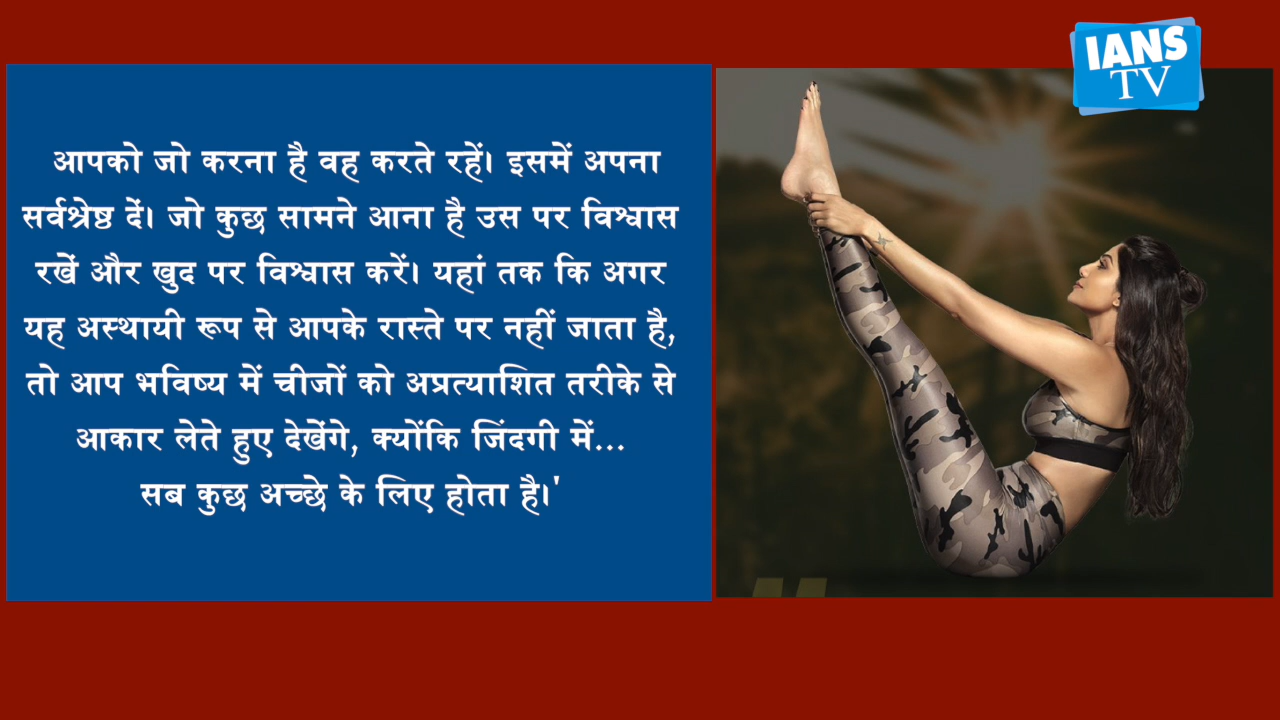 IANS
TV
आपको जो करना है वह करते रहें। इसमें अपना
सर्वश्रेष्ठ दें। जो कुछ सामने आना है उस पर विश्वास
रखें और खुद पर विश्वास करें। यहां तक कि अगर
यह अस्थायी रूप से आपके रास्ते पर नहीं जाता है,
तो आप भविष्य में चीजों को अप्रत्याशित तरीके से
आकार लेते हुए देखेंगे, क्योंकि जिंदगी में...
सब कुछ अच्छे के लिए होता है।'